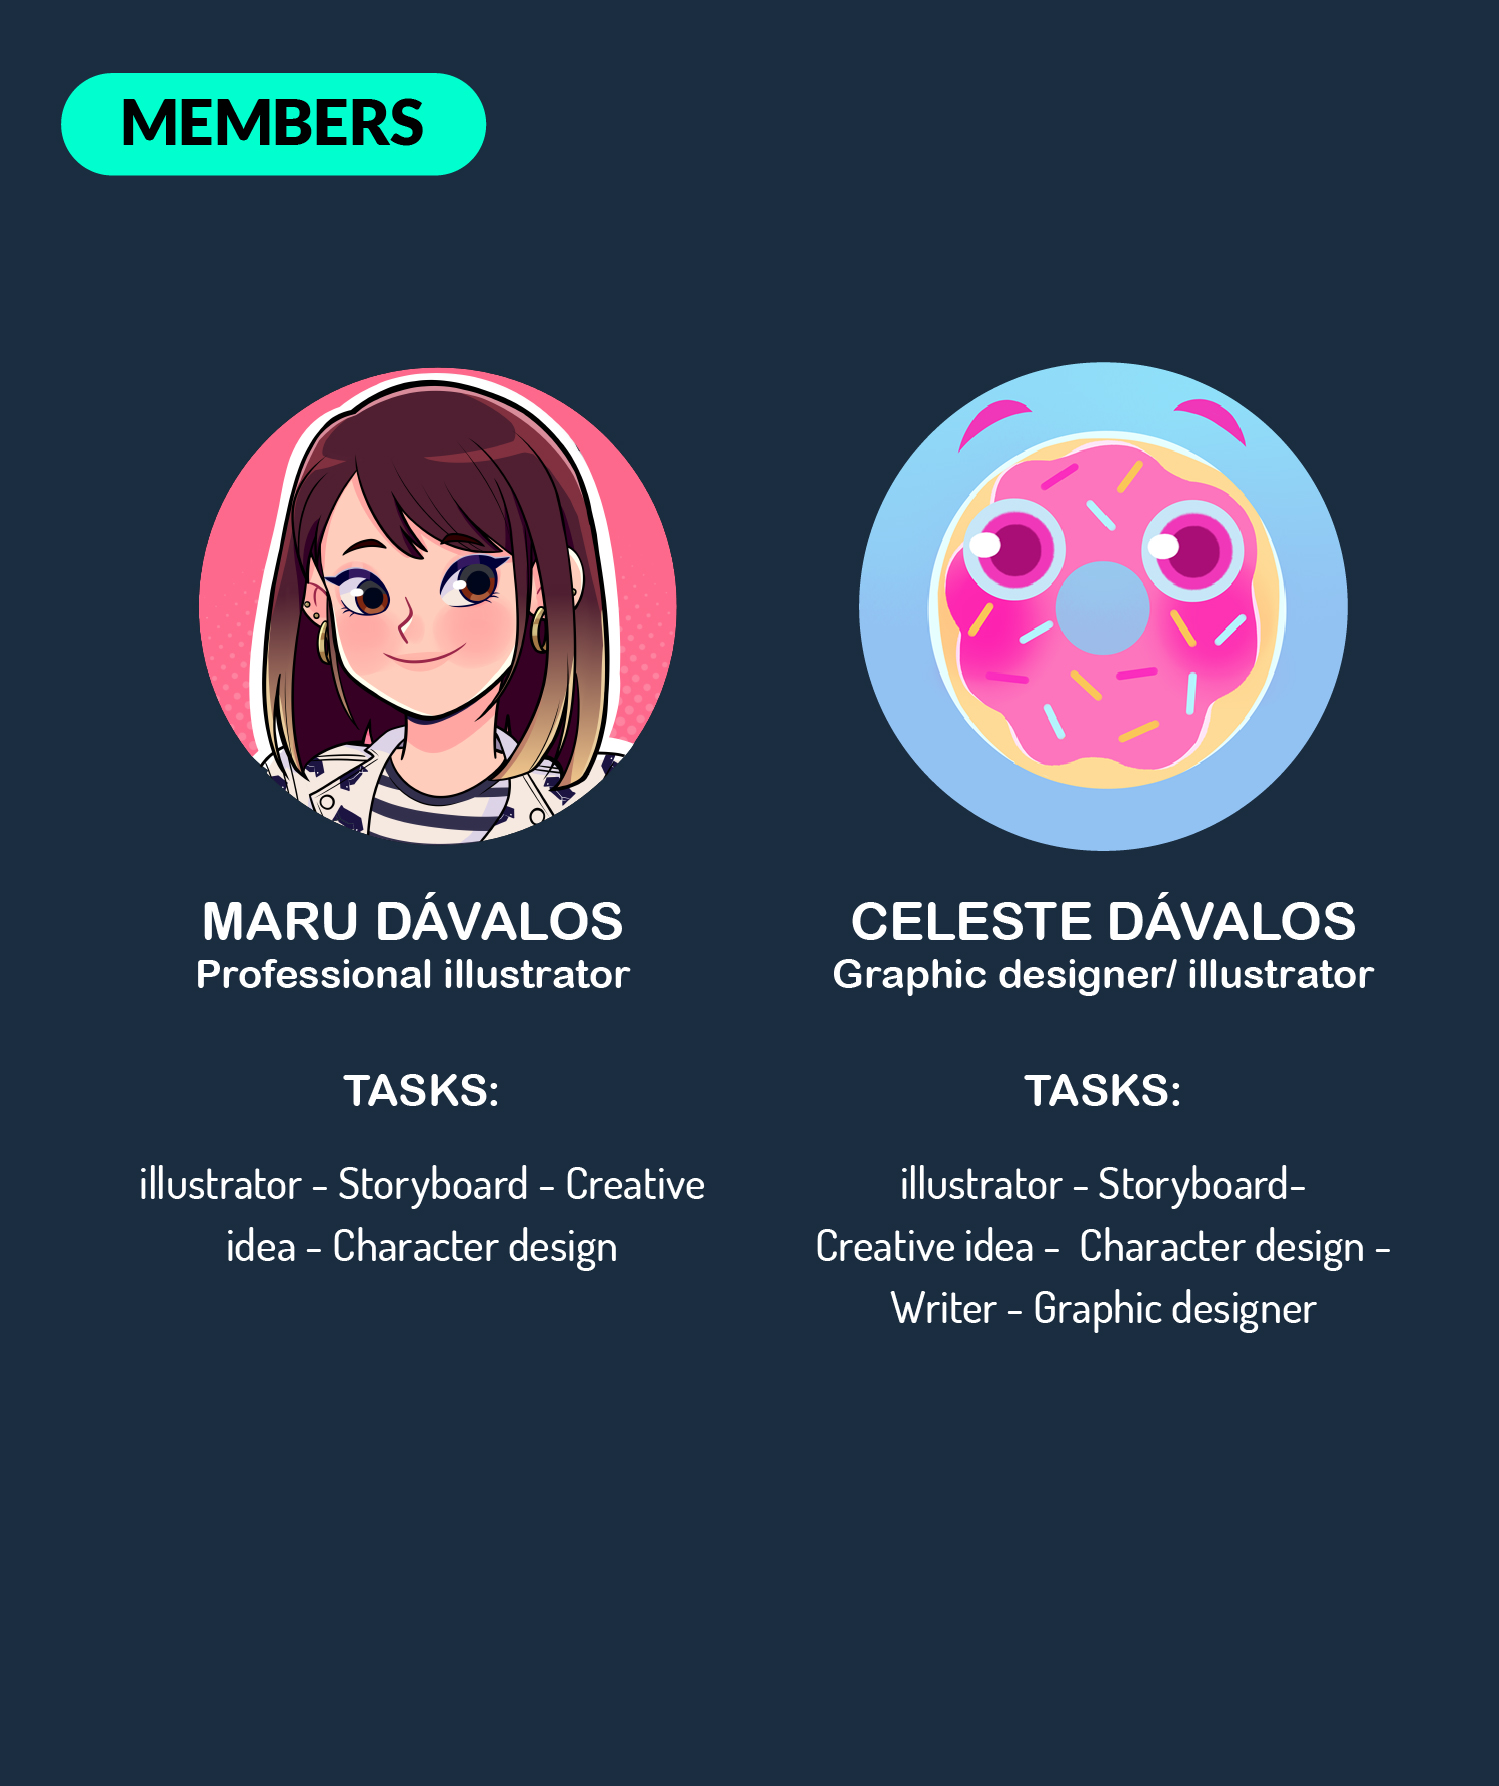 MEMBERS
MARU DÁVALOS
Professional illustrator
TASKS:
illustrator - Storyboard - Creative
idea - Character design
CELESTE DÁVALOS
Graphic designer/ illustrator
TASKS:
illustrator - Storyboard-
Creative idea -  Character design -
Writer - Graphic designer